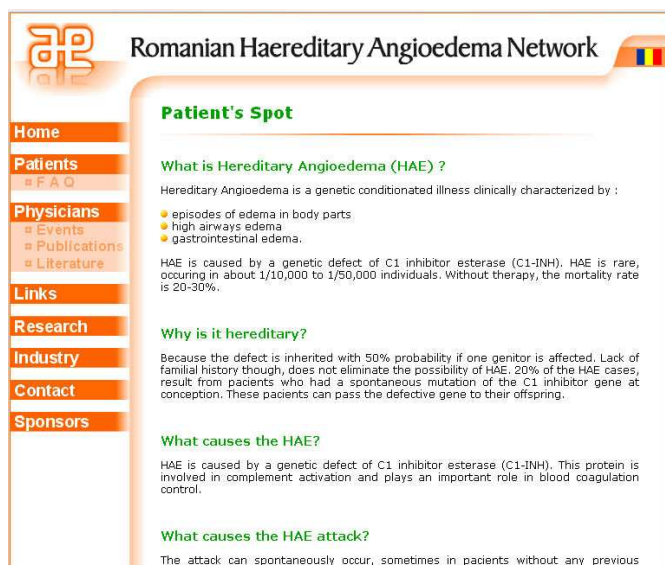 ae
Romanian Haereditary Angioedema Network
Home
Patients
F A Q
Physicians
Events
Publications
Literature
Links
Research
Industry
Contact
Sponsors
Patient's Spot
What is Hereditary Angioedema (HAE) ?
Hereditary Angioedema is a genetic conditionated illness clinically characterized by :
episodes of edema in body parts
high airways edema
gastrointestinal edema.
HAE is caused by a genetic defect of C1 inhibitor esterase (C1-INH). HAE is rare,
occuring in about 1/10,000 to 1/50,000 individuals. Without therapy, the mortality rate
is 20-30%.
Why is it hereditary?
Because the defect is inherited with 50% probability if one genitor is affected. Lack of
familial history though, does not eliminate the possibility of HAE. 20% of the HAE cases,
result from pacients who had a spontaneous mutation of the C1 inhibitor gene at
conception. These pacients can pass the defective gene to their offspring.
What causes the HAE?
HAE is caused by a genetic defect of C1 inhibitor esterase (C1-INH). This protein is
involved in complement activation and plays an important role in blood coagulation
control.
What causes the HAE attack?
The attack can spontaneously occur, sometimes in pacients without any previous